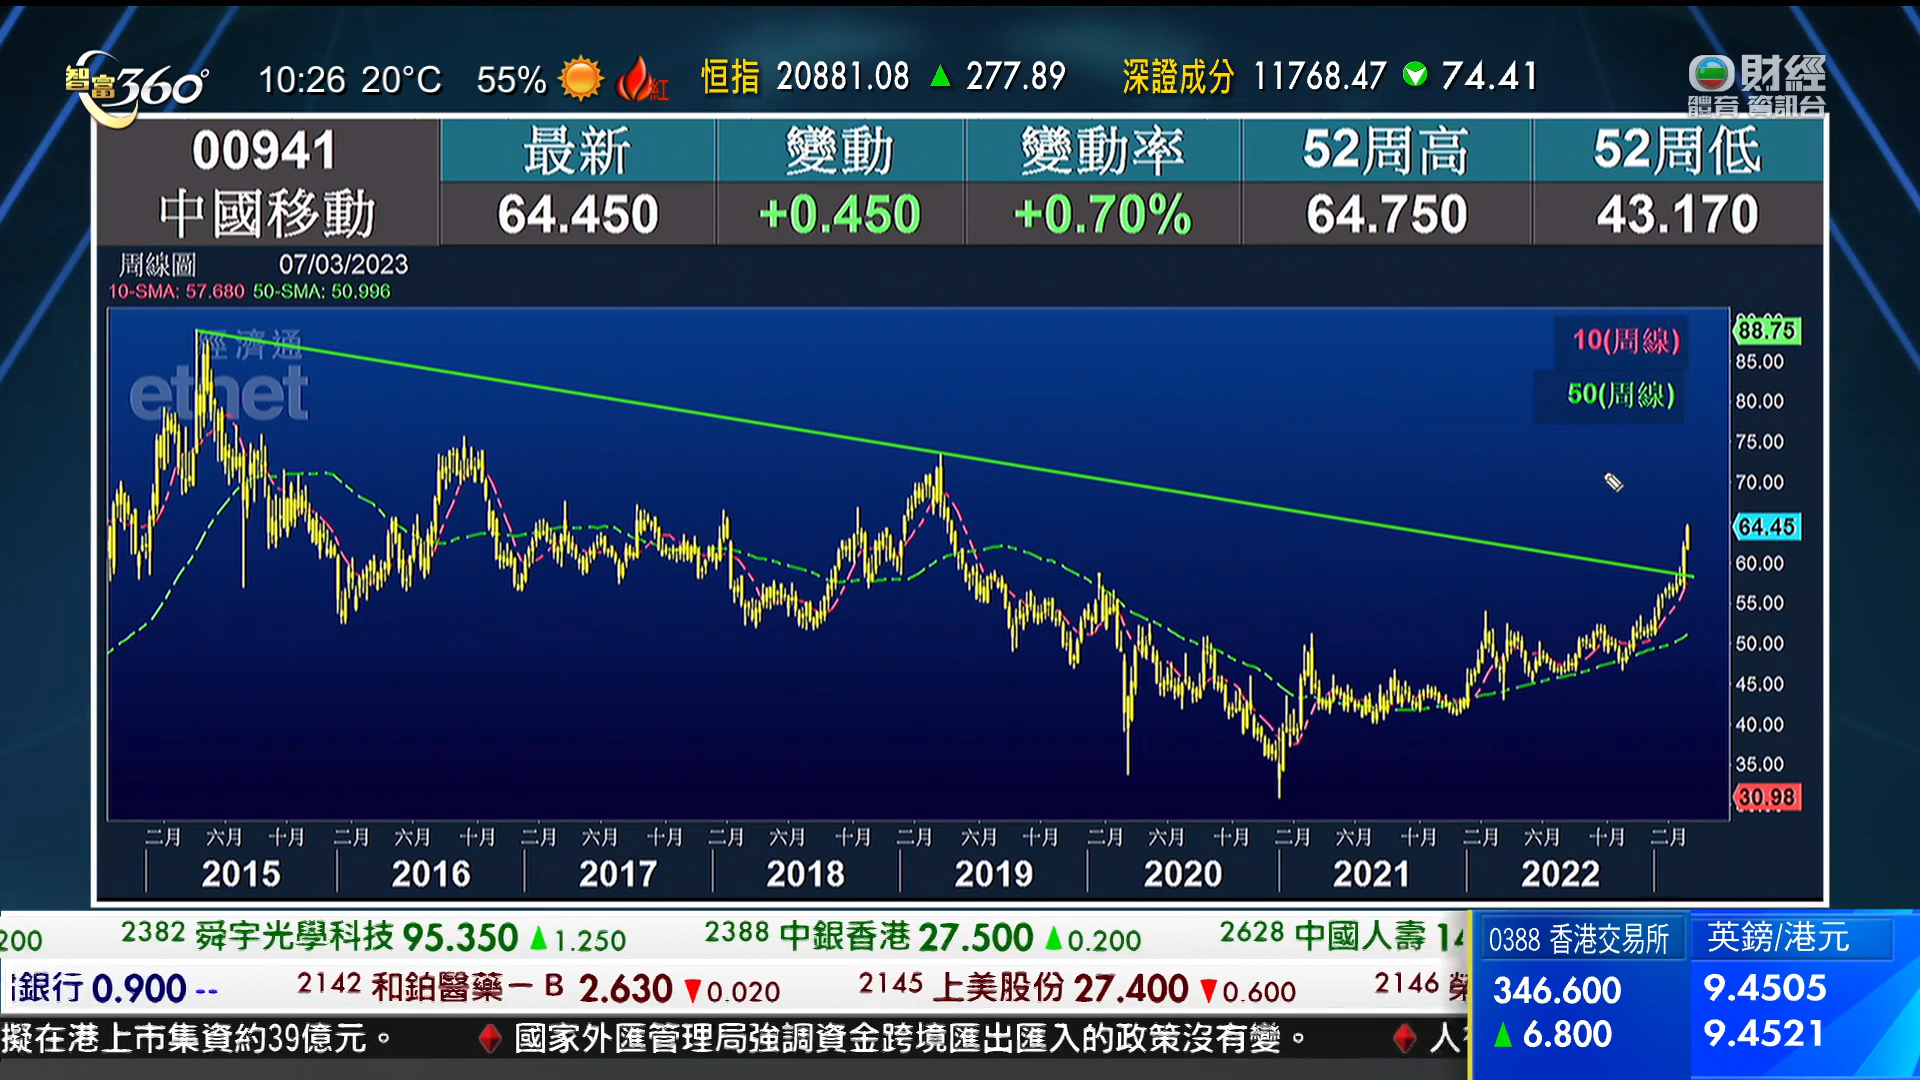 智富360°
10:26 20°C 55% 紅 恒指 20881.08 ▲ 277.89 深證成分 11768.47 ▼ 74.41
財經
體育 資訊台
00941 最新 變動 變動率 52周高 52周低
中國移動 64.450 +0.450 +0.70% 64.750 43.170
周線圖 07/03/2023
10-SMA: 57.680 50-SMA: 50.996
經濟通
etnet
10(周線)
50(周線)
88.75
85.00
80.00
75.00
70.00
64.45
60.00
55.00
50.00
45.00
40.00
35.00
30.98
二月 六月 十月 二月 六月 十月 二月 六月 十月 二月 六月 十月 二月 六月 十月 二月 六月 十月 二月 六月 十月 二月 六月 十月 二月
2015 2016 2017 2018 2019 2020 2021 2022
200 2382 舜宇光學科技 95.350 ▲ 1.250 2388 中銀香港 27.500 ▲ 0.200 2628 中國人壽 14
銀行 0.900 -- 2142 和鉑醫藥－Ｂ 2.630 ▼ 0.020 2145 上美股份 27.400 ▼ 0.600 2146
擬在港上市集資約39億元。 ◆ 國家外匯管理局強調資金跨境匯出匯入的政策沒有變。 ◆ 人
0388 香港交易所
346.600
▲ 6.800
英鎊/港元
9.4505
9.4521